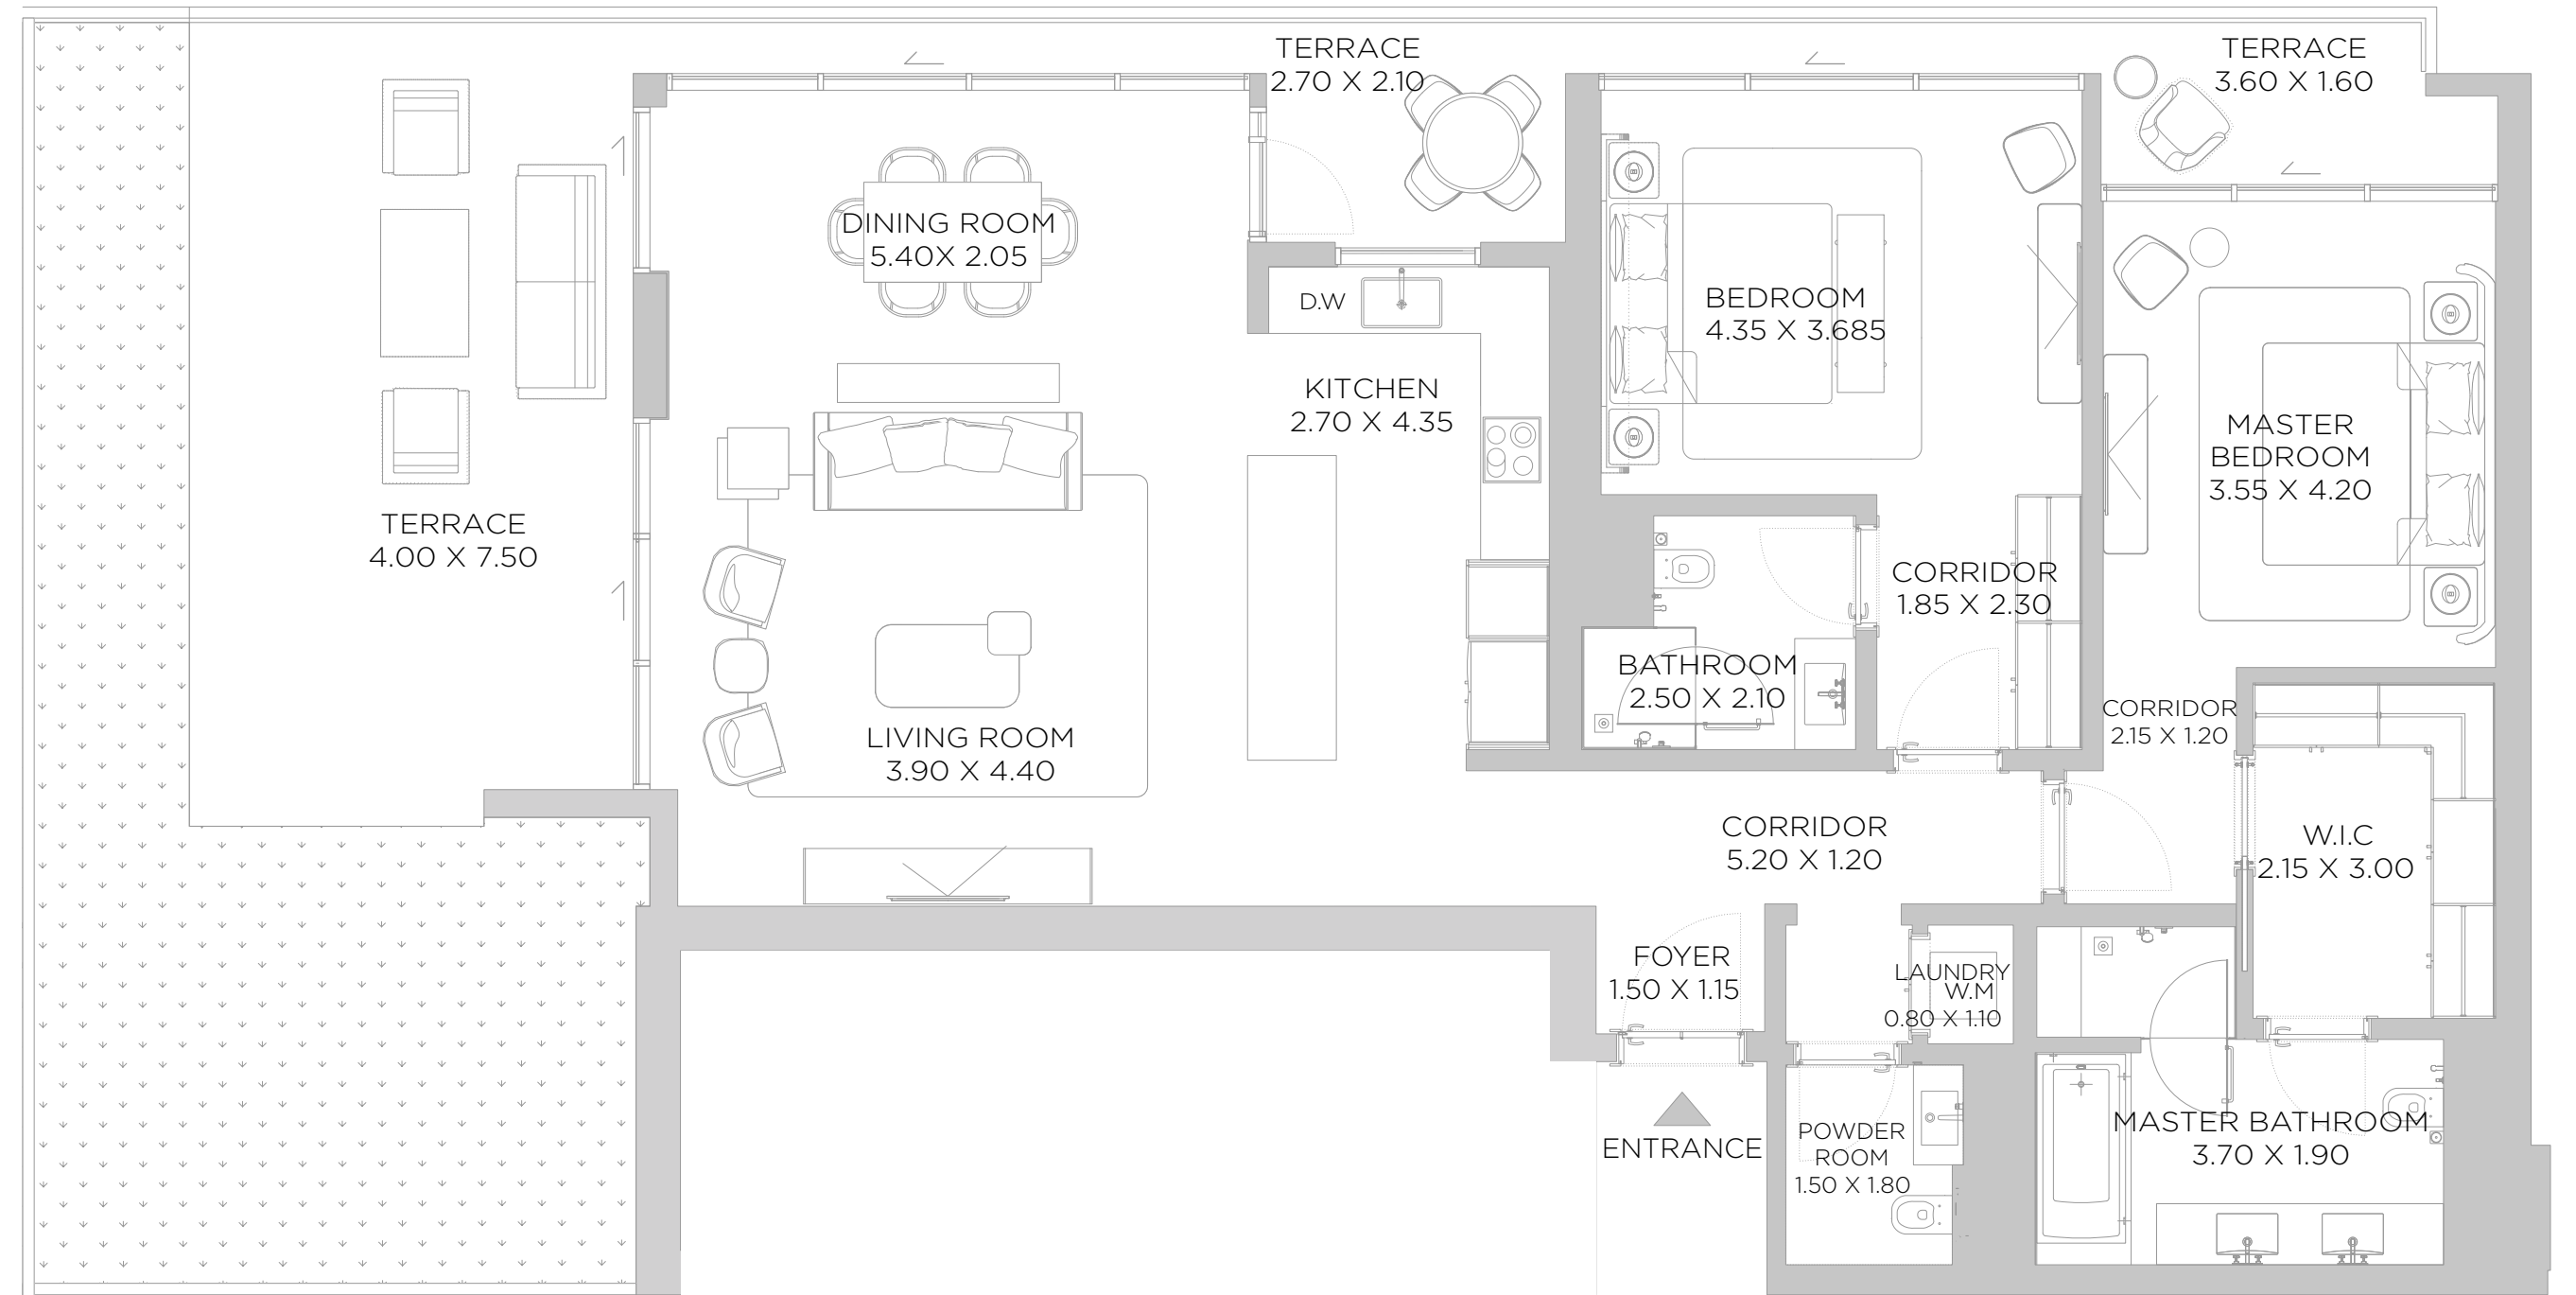 TERRACE
2.70 X 2.10
TERRACE
3.60 X 1.60
DINING ROOM
5.40X 2.05
D.W
BEDROOM
4.35 X 3.685
KITCHEN
2.70 X 4.35
MASTER
BEDROOM
3.55 X 4.20
TERRACE
4.00 X 7.50
CORRIDOR
1.85 X 2.30
BATHROOM
2.50 X 2.10
CORRIDOR
2.15 X 1.20
LIVING ROOM
3.90 X 4.40
CORRIDOR
5.20 X 1.20
W.I.C
2.15 X 3.00
FOYER
1.50 X 1.15
LAUNDRY
W.M
0.80 X 1.10
ENTRANCE
POWDER
ROOM
1.50 X 1.80
MASTER BATHROOM
3.70 X 1.90